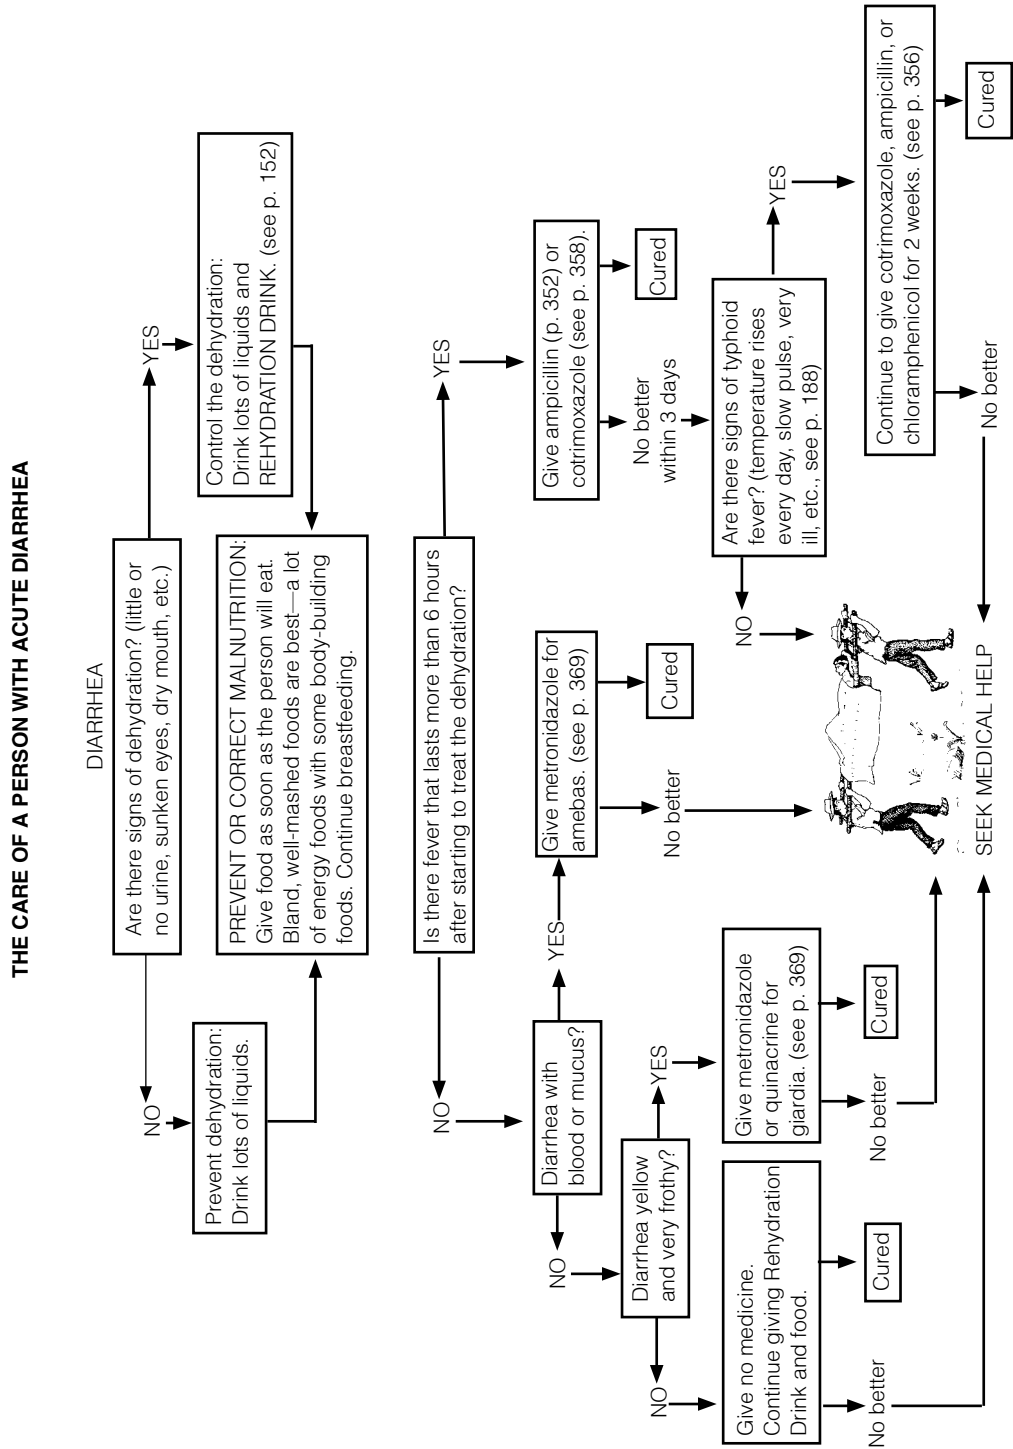 THE CARE OF A PERSON WITH ACUTE DIARRHEA
DIARRHEA
Are there signs of dehydration? (little or
no urine, sunken eyes, dry mouth, etc.)
NO
YES
Prevent dehydration:
Drink lots of liquids.
Control the dehydration:
Drink lots of liquids and
REHYDRATION DRINK. (see p. 152)
PREVENT OR CORRECT MALNUTRITION:
Give food as soon as the person will eat.
Bland, well-mashed foods are best—a lot
of energy foods with some body-building
foods. Continue breastfeeding.
Is there fever that lasts more than 6 hours
after starting to treat the dehydration?
NO
YES
Diarrhea with
blood or mucus?
YES
Give metronidazole for
amebas. (see p. 369)
Give ampicillin (p. 352) or
cotrimoxazole (see p. 358).
NO
Diarrhea yellow
and very frothy?
YES
No better
Cured
No better
within 3 days
Cured
NO
Give no medicine.
Continue giving Rehydration
Drink and food.
Give metronidazole
or quinacrine for
giardia. (see p. 369)
Are there signs of typhoid
fever? (temperature rises
every day, slow pulse, very
ill, etc., see p. 188)
NO
YES
No better
Cured
No better
Cured
Continue to give cotrimoxazole, ampicillin, or
chloramphenicol for 2 weeks. (see p. 356)
SEEK MEDICAL HELP
No better
Cured